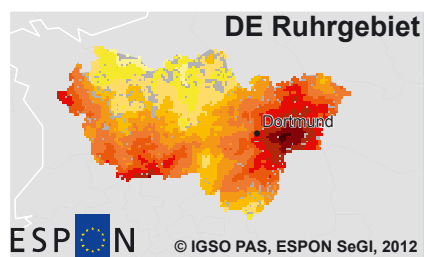 DE Ruhrgebiet
Dortmund
ESPON
© IGSO PAS, ESPON SeGI, 2012